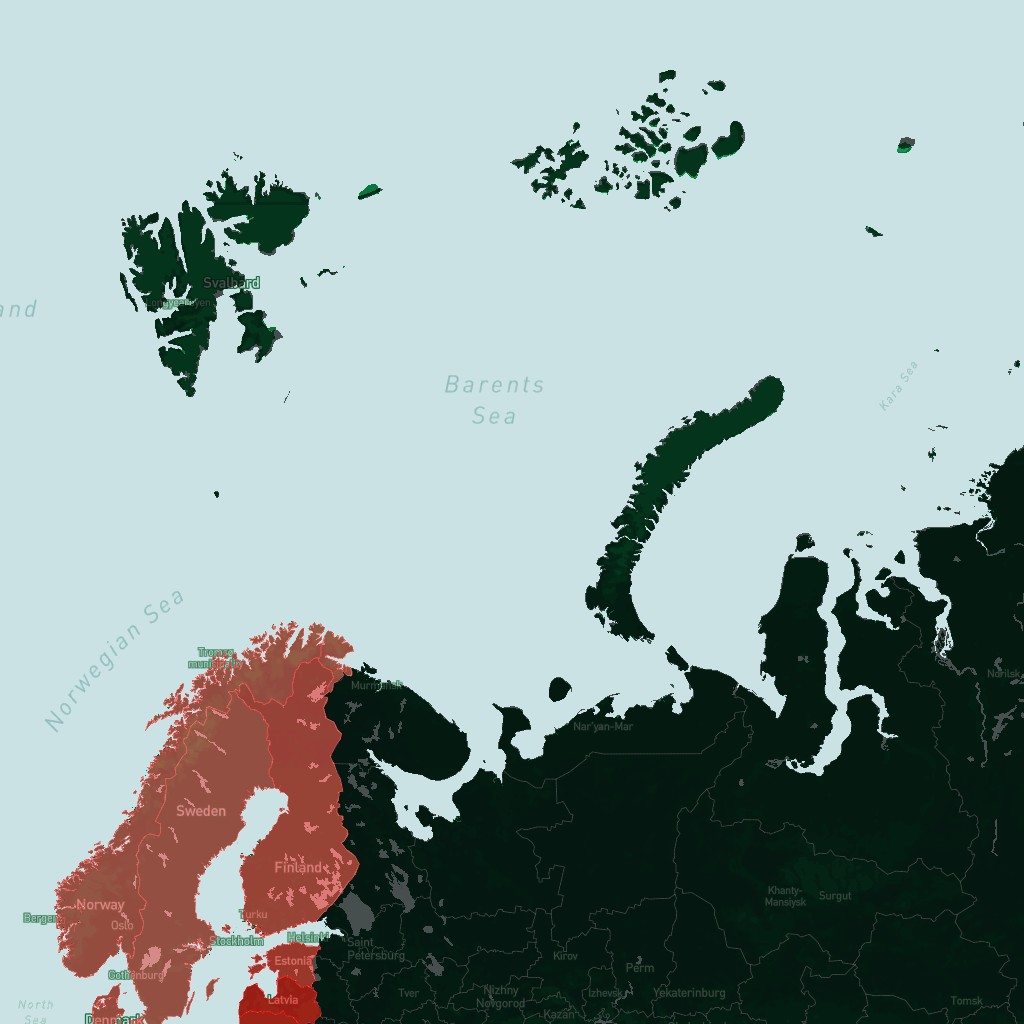 Svalbard
Longyearbyen
and
Barents
Sea
Kara Sea
Norwegian Sea
Tromsø
municipality
Murmansk
Norilsk
Nar'yan-Mar
Sweden
Finland
Khanty-
Mansiysk
Surgut
Norway
Bergen
Turku
Oslo
Stockholm
Helsinki
Saint
Petersburg
Estonia
Gothenburg
Kirov
Perm
Tver
Nizhny
Novgorod
Izhevsk
Yekaterinburg
Latvia
Tomsk
North
Sea
Kazan
Denmark